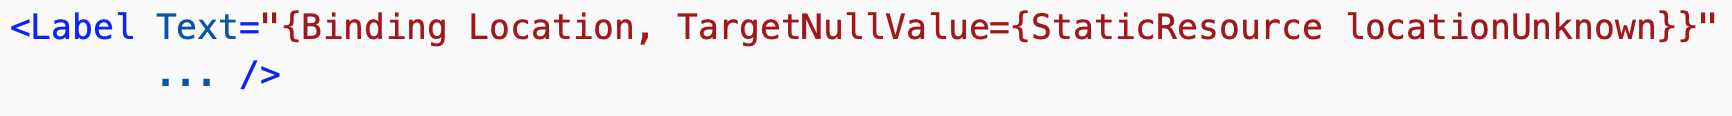 <Label Text="{Binding Location, TargetNullValue={StaticResource locationUnknown}}"
... />